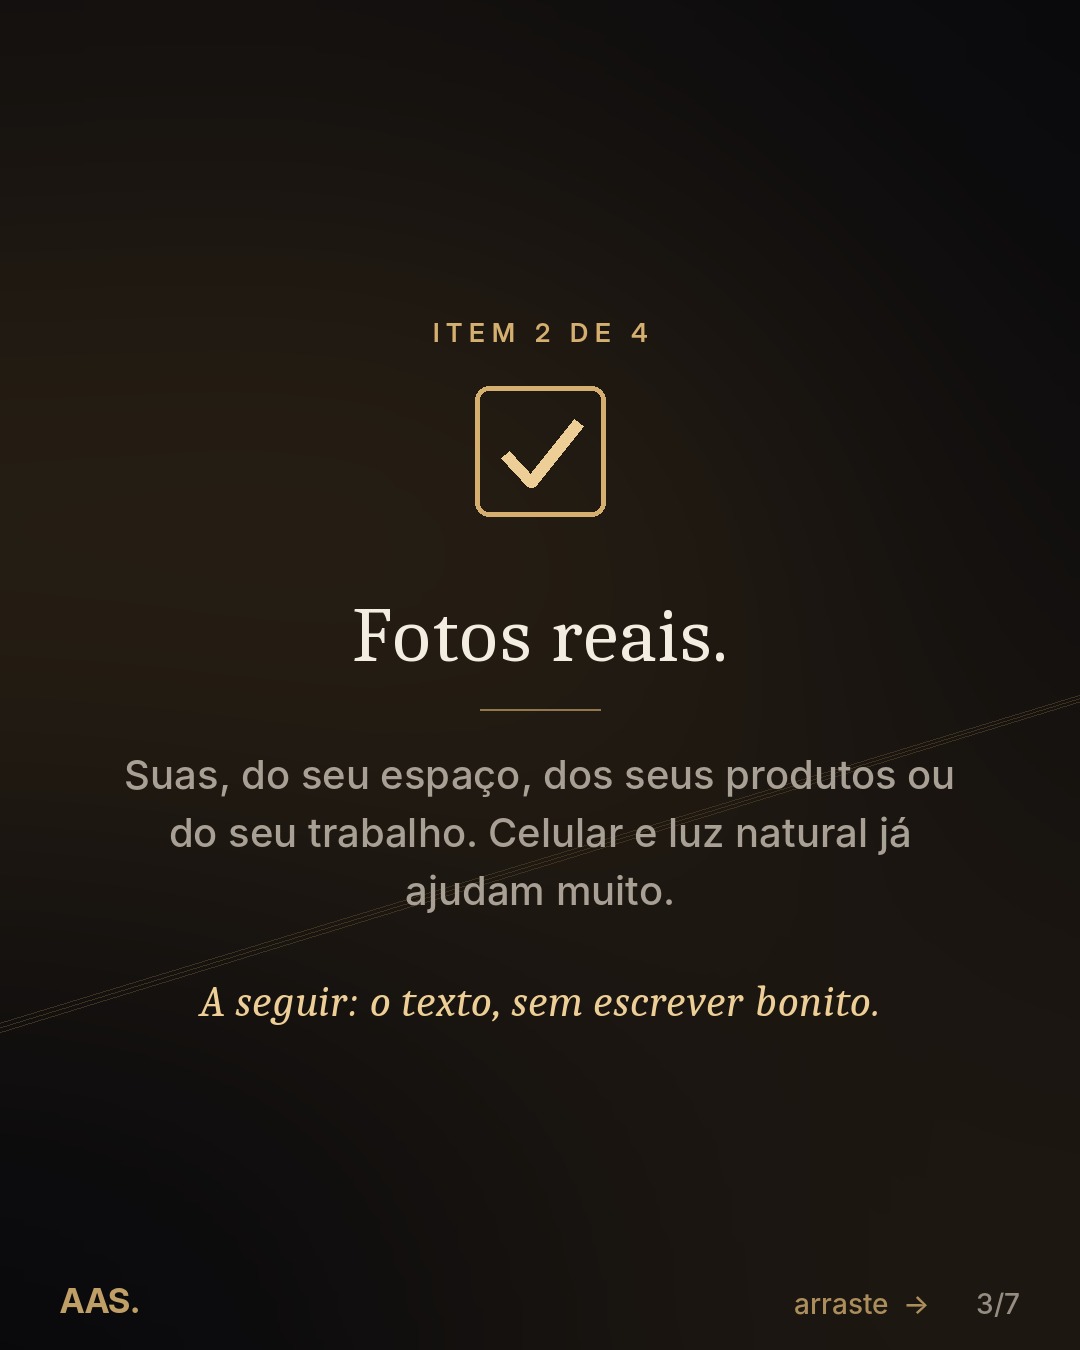 ITEM 2 DE 4
Fotos reais.
Suas, do seu espaço, dos seus produtos ou
do seu trabalho. Celular e luz natural já
ajudam muito.
A seguir: o texto, sem escrever bonito.
AAS.
arraste → 3/7